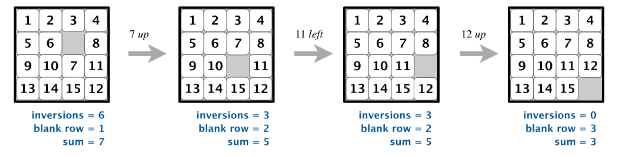 1 2 3 4
5 6 8
9 10 7 11
13 14 15 12
inversions = 6
blank row = 1
sum = 7
7 up
1 2 3 4
5 6 7 8
9 10 11
13 14 15 12
inversions = 3
blank row = 2
sum = 5
11 left
1 2 3 4
5 6 7 8
9 10 11
13 14 15 12
inversions = 3
blank row = 2
sum = 5
12 up
1 2 3 4
5 6 7 8
9 10 11 12
13 14 15
inversions = 0
blank row = 3
sum = 3